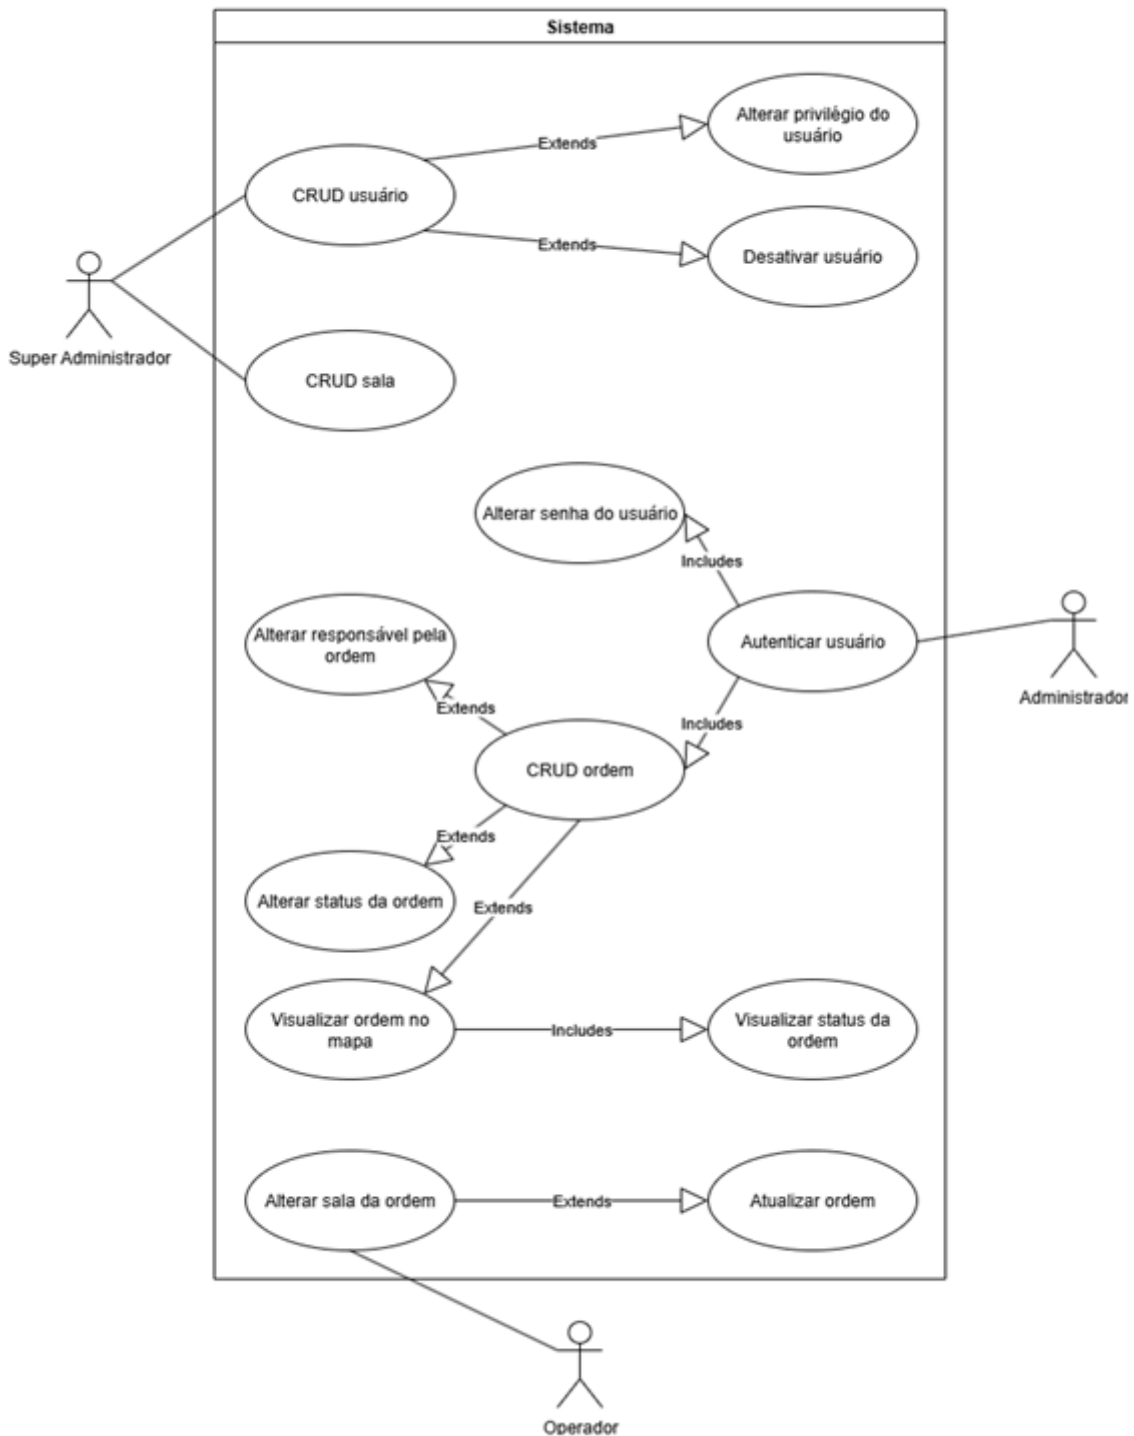 Sistema
Alterar privilégio do
usuário
Extends
CRUD usuário
Extends
Desativar usuário
Super Administrador
CRUD sala
Alterar senha do usuário
Includes
Alterar responsável pela
ordem
Autenticar usuário
Administrador
Extends
Includes
CRUD ordem
Extends
Alterar status da ordem
Extends
Visualizar ordem no
mapa
Includes
Visualizar status da
ordem
Alterar sala da ordem
Extends
Atualizar ordem
Operador